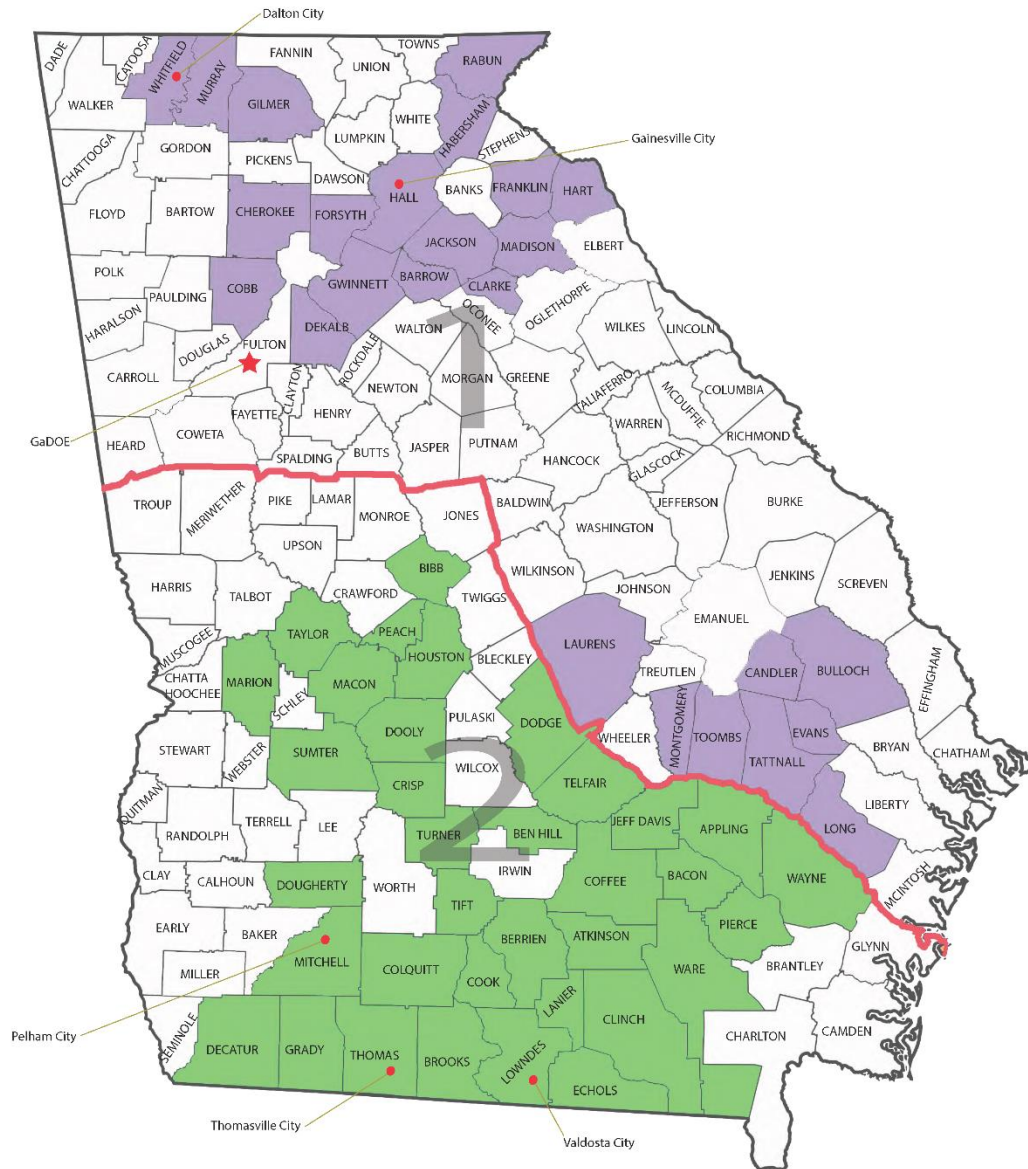 Dalton City
DADE
CATOOSA
WHITFIELD
MURRAY
FANNIN
UNION
TOWNS
RABUN
WALKER
GILMER
WHITE
HABERSHAM
LUMPKIN
STEPHENS
Gainesville City
CHATTOOGA
GORDON
PICKENS
DAWSON
HALL
BANKS
FRANKLIN
HART
FLOYD
BARTOW
CHEROKEE
FORSYTH
JACKSON
MADISON
ELBERT
POLK
PAULDING
COBB
GWINNETT
BARROW
CLARKE
OCONEE
OGLETHORPE
HARALSON
DOUGLAS
FULTON
DEKALB
WALTON
1
WILKES
LINCOLN
CARROLL
CLAYTON
ROCKDALE
NEWTON
MORGAN
GREENE
TALIAFERRO
MCDUFFIE
COLUMBIA
GaDOE
HEARD
COWETA
FAYETTE
HENRY
WARREN
RICHMOND
SPALDING
BUTTS
JASPER
PUTNAM
HANCOCK
GLASCOCK
TROUP
MERIWETHER
PIKE
LAMAR
MONROE
JONES
BALDWIN
JEFFERSON
BURKE
UPSON
WASHINGTON
HARRIS
TALBOT
CRAWFORD
BIBB
TWIGGS
WILKINSON
JOHNSON
JENKINS
SCREVEN
EMANUEL
MUSCOGEE
TAYLOR
PEACH
HOUSTON
BLECKLEY
LAURENS
TREUTLEN
CANDLER
BULLOCH
EFFINGHAM
CHATTA
HOOCHEE
MARION
SCHLEY
MACON
PULASKI
DODGE
WHEELER
MONTGOMERY
TOOMBS
EVANS
BRYAN
CHATHAM
STEWART
WEBSTER
SUMTER
DOOLY
CRISP
2
WILCOX
TELFAIR
TATTNALL
LIBERTY
QUITMAN
RANDOLPH
TERRELL
LEE
TURNER
BEN HILL
JEFF DAVIS
APPLING
LONG
MCINTOSH
CLAY
CALHOUN
DOUGHERTY
WORTH
IRWIN
COFFEE
BACON
WAYNE
TIFT
EARLY
BAKER
MITCHELL
BERRIEN
ATKINSON
PIERCE
GLYNN
MILLER
COLQUITT
COOK
WARE
BRANTLEY
SEMINOLE
LANIER
CLINCH
CHARLTON
CAMDEN
Pelham City
DECATUR
GRADY
THOMAS
BROOKS
LOWNDES
ECHOLS
Thomasville City
Valdosta City